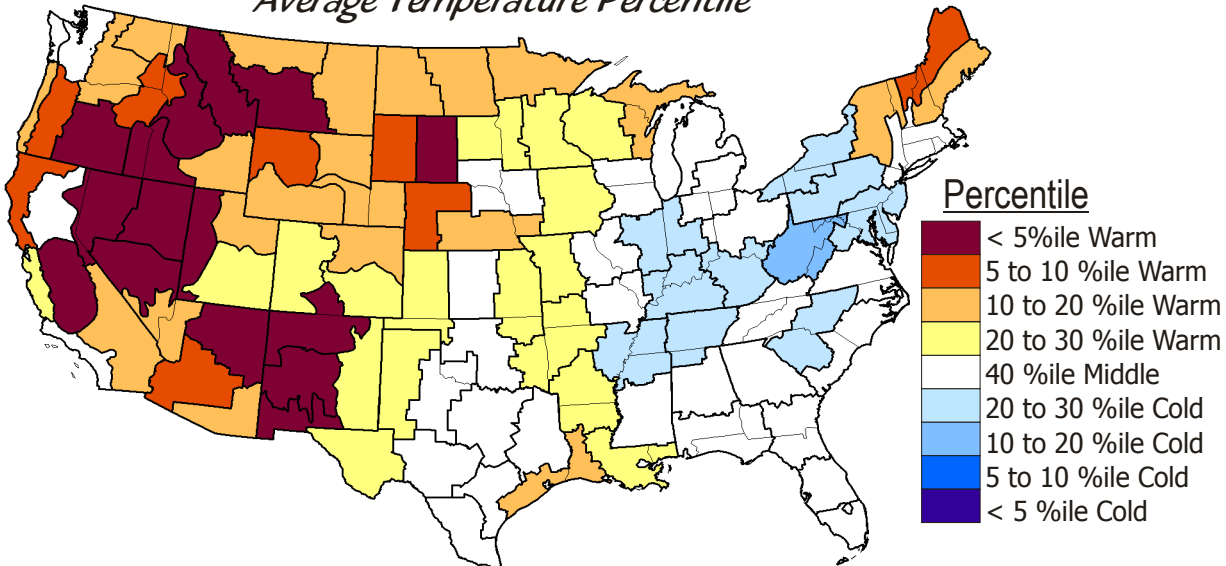 Average Temperature Percentile
Percentile
< 5%ile Warm
5 to 10 %ile Warm
10 to 20 %ile Warm
20 to 30 %ile Warm
40 %ile Middle
20 to 30 %ile Cold
10 to 20 %ile Cold
5 to 10 %ile Cold
< 5 %ile Cold